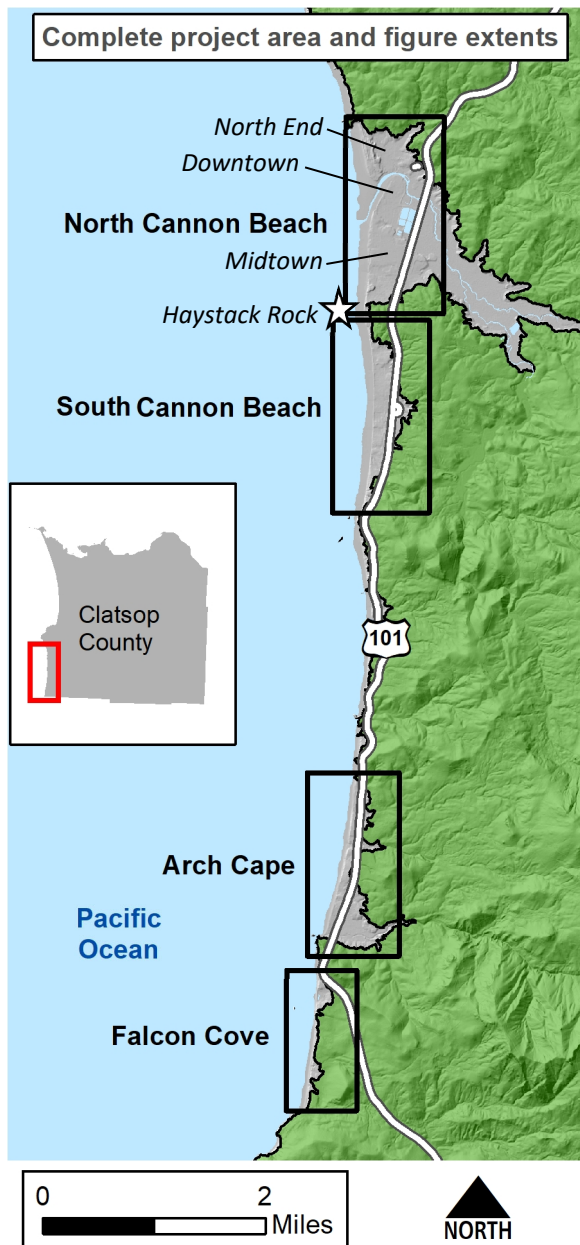 Complete project area and figure extents
North End
Downtown
North Cannon Beach
Midtown
Haystack Rock
South Cannon Beach
Clatsop
County
101
Arch Cape
Pacific
Ocean
Falcon Cove
0 2
Miles
NORTH